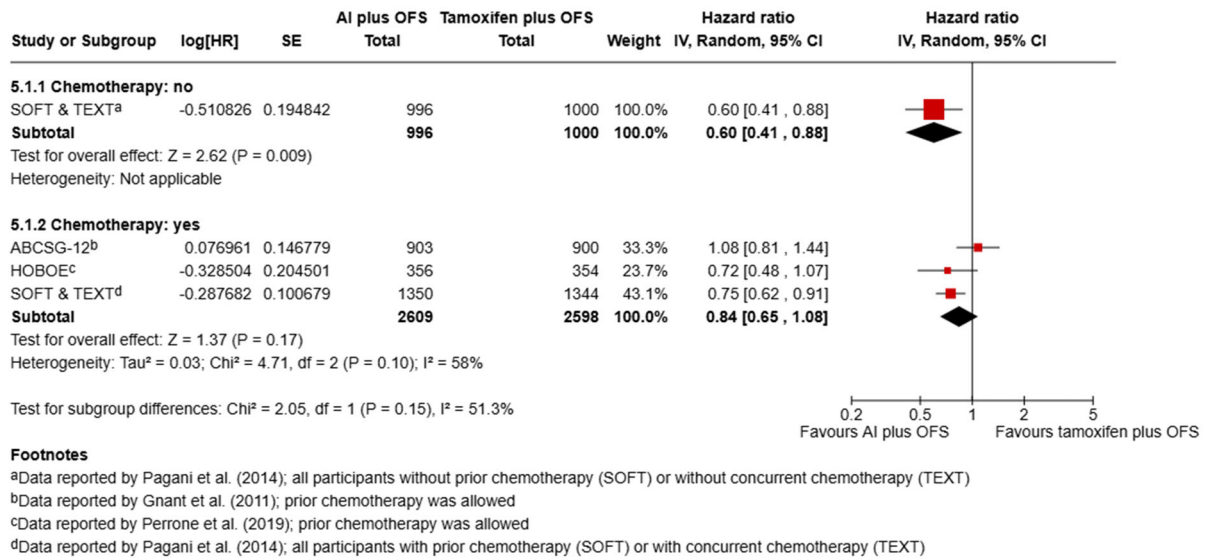 AI plus OFS Tamoxifen plus OFS Hazard ratio Hazard ratio
Study or Subgroup log[HR] SE Total Total Weight IV, Random, 95% CI IV, Random, 95% CI
5.1.1 Chemotherapy: no
SOFT & TEXTᵃ -0.510826 0.194842 996 1000 100.0% 0.60 [0.41 , 0.88]
Subtotal 996 1000 100.0% 0.60 [0.41 , 0.88]
Test for overall effect: Z = 2.62 (P = 0.009)
Heterogeneity: Not applicable
5.1.2 Chemotherapy: yes
ABCSG-12ᵇ 0.076961 0.146779 903 900 33.3% 1.08 [0.81 , 1.44]
HOBOEᶜ -0.328504 0.204501 356 354 23.7% 0.72 [0.48 , 1.07]
SOFT & TEXTᵈ -0.287682 0.100679 1350 1344 43.1% 0.75 [0.62 , 0.91]
Subtotal 2609 2598 100.0% 0.84 [0.65 , 1.08]
Test for overall effect: Z = 1.37 (P = 0.17)
Heterogeneity: Tau² = 0.03; Chi² = 4.71, df = 2 (P = 0.10); I² = 58%
Test for subgroup differences: Chi² = 2.05, df = 1 (P = 0.15), I² = 51.3%
0.2 0.5 1 2 5
Favours AI plus OFS Favours tamoxifen plus OFS
Footnotes
ᵃData reported by Pagani et al. (2014); all participants without prior chemotherapy (SOFT) or without concurrent chemotherapy (TEXT)
ᵇData reported by Gnant et al. (2011); prior chemotherapy was allowed
ᶜData reported by Perrone et al. (2019); prior chemotherapy was allowed
ᵈData reported by Pagani et al. (2014); all participants with prior chemotherapy (SOFT) or with concurrent chemotherapy (TEXT)